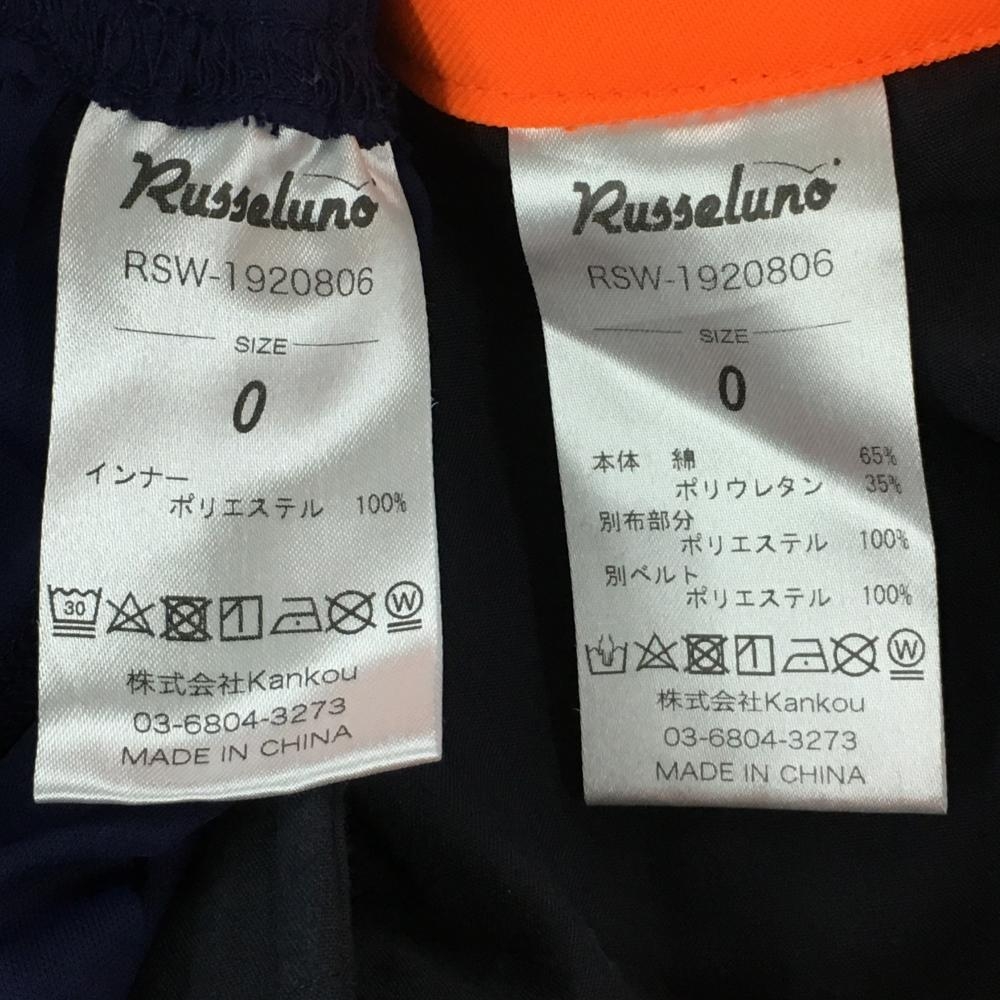 Russeluno
RSW-1920806
SIZE
0
インナー
ポリエステル 100%
30
W
株式会社Kankou
03-6804-3273
MADE IN CHINA
Russeluno
RSW-1920806
SIZE
0
本体 綿 65%
ポリウレタン 35%
別布部分
ポリエステル 100%
別ベルト
ポリエステル 100%
W
株式会社Kankou
03-6804-3273
MADE IN CHINA